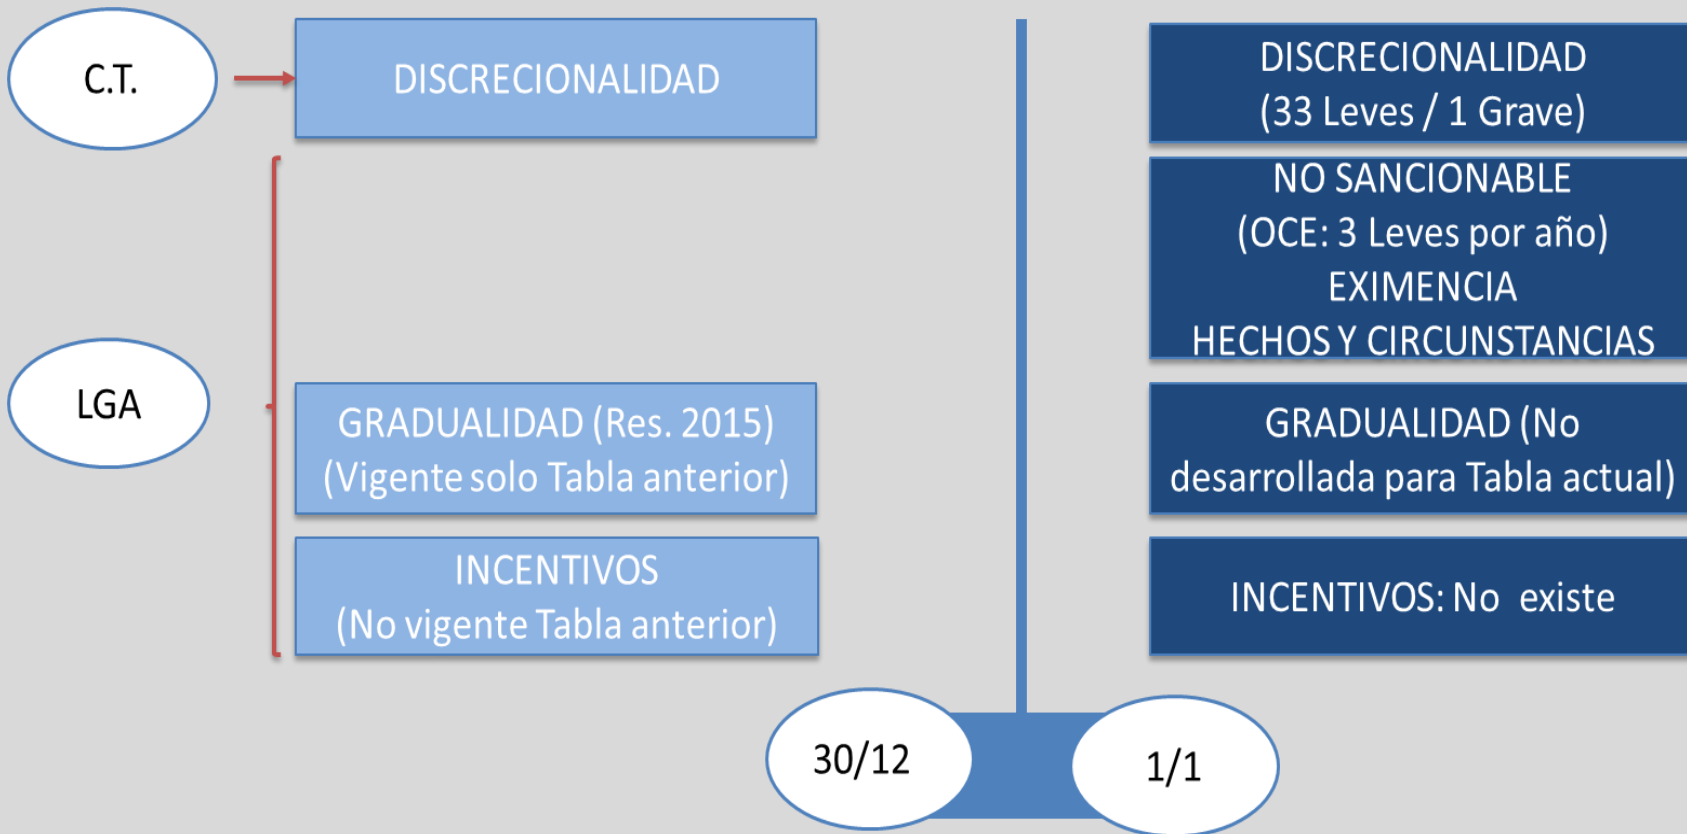 C.T.
DISCRECIONALIDAD
DISCRECIONALIDAD
(33 Leves / 1 Grave)
NO SANCIONABLE
(OCE: 3 Leves por año)
EXIMENCIA
HECHOS Y CIRCUNSTANCIAS
LGA
GRADUALIDAD (Res. 2015)
(Vigente solo Tabla anterior)
GRADUALIDAD (No
desarrollada para Tabla actual)
INCENTIVOS
(No vigente Tabla anterior)
INCENTIVOS: No existe
30/12
1/1